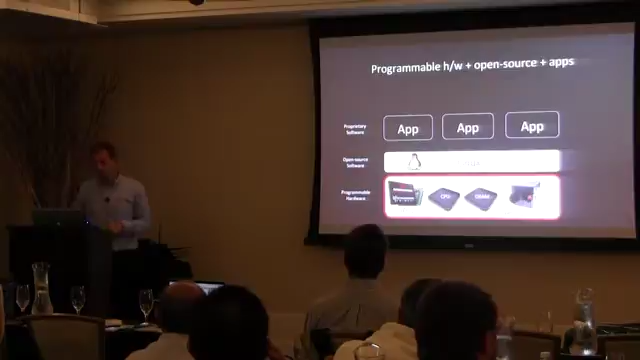 Programmable h/w + open-source + apps
Proprietary Software
App App App
Open-source Software
Programmable Hardware
CPU